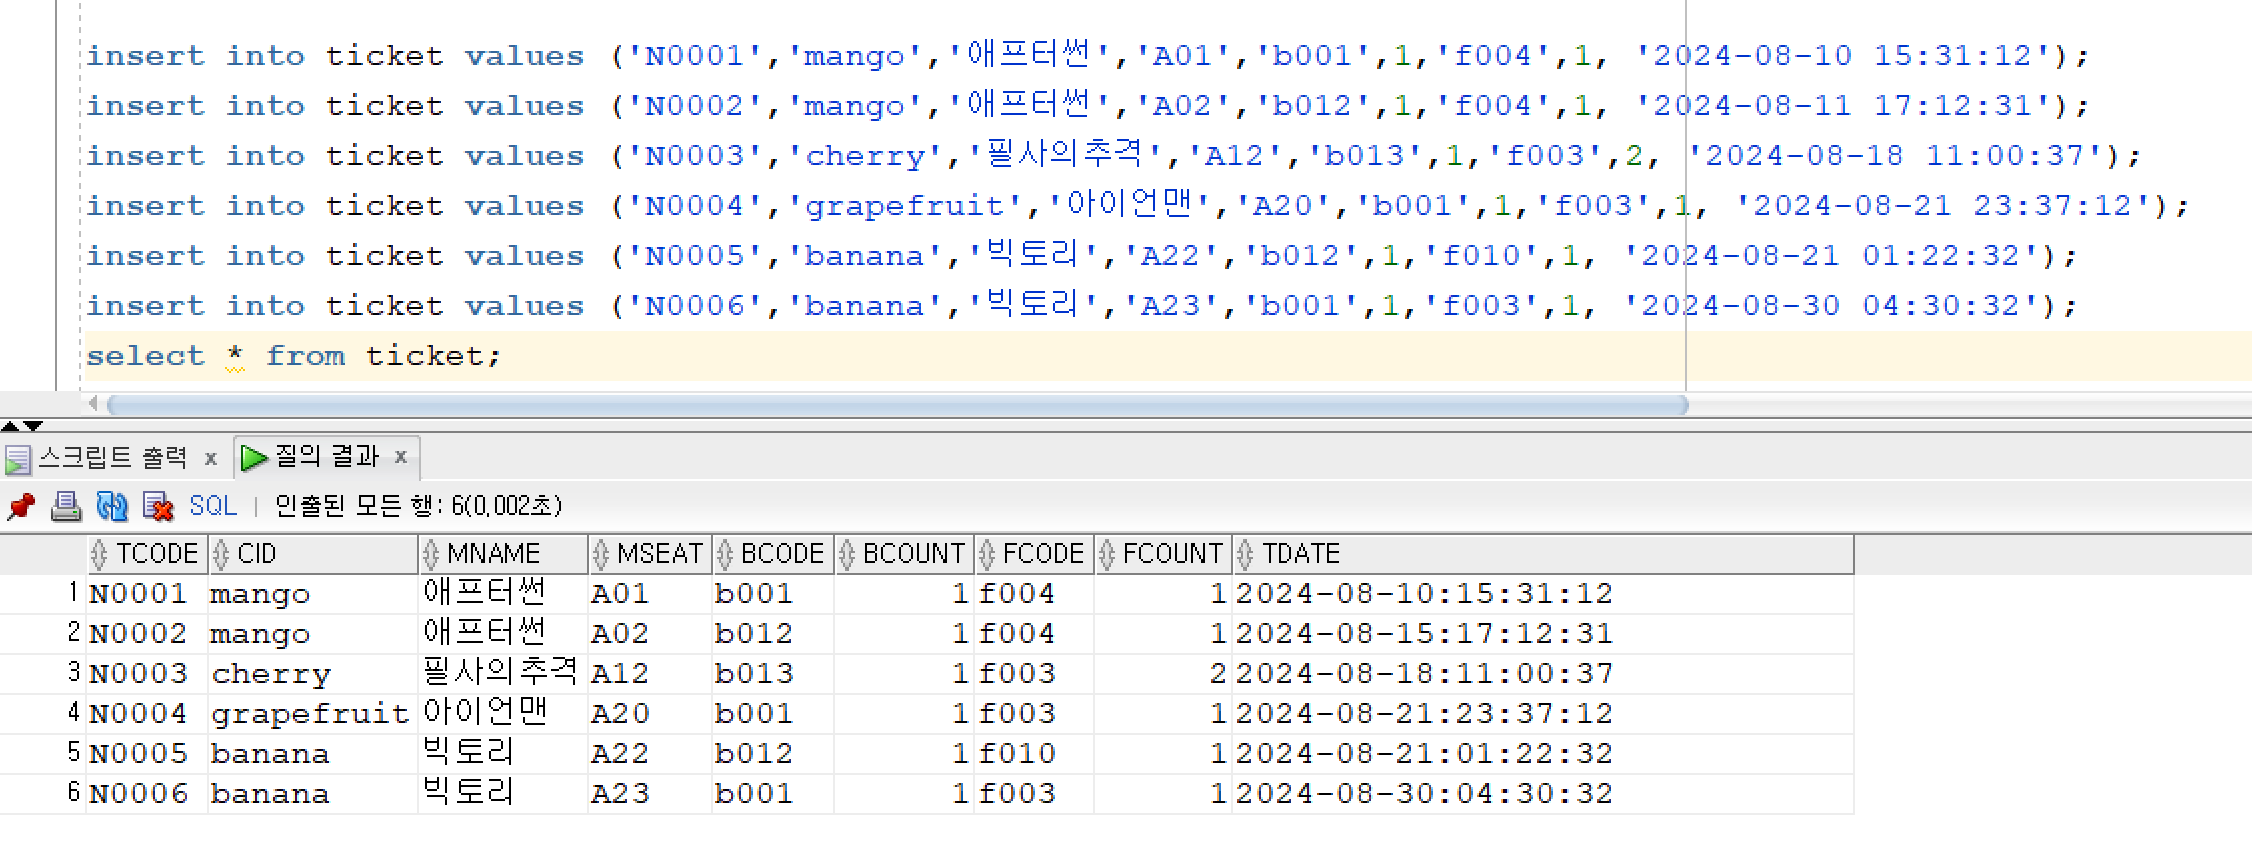 insert into ticket values ('N0001','mango','애프터썬','A01','b001',1,'f004',1, '2024-08-10 15:31:12');
insert into ticket values ('N0002','mango','애프터썬','A02','b012',1,'f004',1, '2024-08-11 17:12:31');
insert into ticket values ('N0003','cherry','필사의추격','A12','b013',1,'f003',2, '2024-08-18 11:00:37');
insert into ticket values ('N0004','grapefruit','아이언맨','A20','b001',1,'f003',1, '2024-08-21 23:37:12');
insert into ticket values ('N0005','banana','빅토리','A22','b012',1,'f010',1, '2024-08-21 01:22:32');
insert into ticket values ('N0006','banana','빅토리','A23','b001',1,'f003',1, '2024-08-30 04:30:32');
select * from ticket;
스크립트 출력 x 질의 결과 x
SQL | 인출된 모든 행: 6(0,002초)
TCODE CID MNAME MSEAT BCODE BCOUNT FCODE FCOUNT TDATE
1 N0001 mango 애프터썬 A01 b001 1 f004 1 2024-08-10:15:31:12
2 N0002 mango 애프터썬 A02 b012 1 f004 1 2024-08-15:17:12:31
3 N0003 cherry 필사의추격 A12 b013 1 f003 2 2024-08-18:11:00:37
4 N0004 grapefruit 아이언맨 A20 b001 1 f003 1 2024-08-21:23:37:12
5 N0005 banana 빅토리 A22 b012 1 f010 1 2024-08-21:01:22:32
6 N0006 banana 빅토리 A23 b001 1 f003 1 2024-08-30:04:30:32